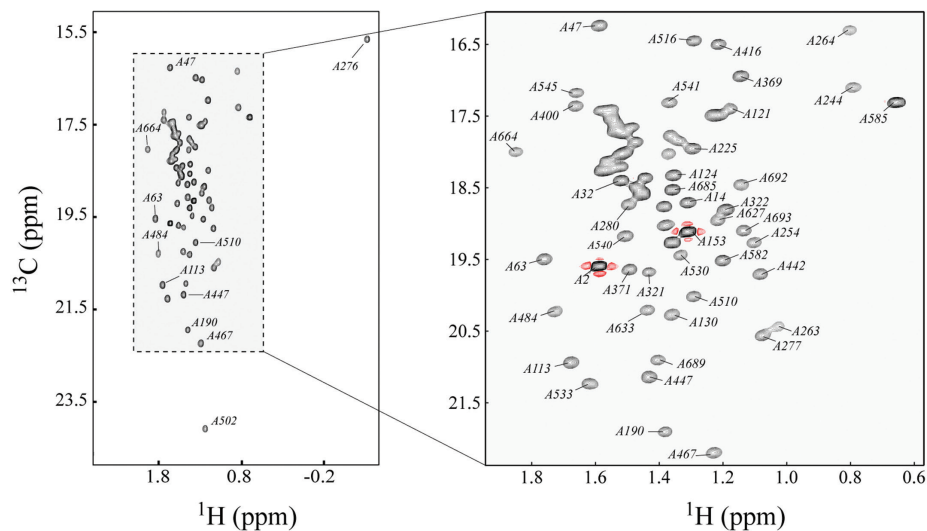 15.5
17.5
19.5
21.5
23.5
¹³C (ppm)
A276
A47
A664
A63
A484
A510
A113
A447
A190
A467
A502
1.8
0.8
-0.2
¹H (ppm)
16.5
17.5
18.5
19.5
20.5
21.5
A47
A516
A416
A264
A369
A545
A541
A244
A400
A121
A585
A664
A225
A124
A692
A32
A685
A14
A322
A280
A627
A693
A540
A153
A254
A63
A2
A530
A582
A371
A321
A442
A510
A484
A633
A130
A263
A277
A113
A689
A533
A447
A190
A467
1.8
1.6
1.4
1.2
1.0
0.8
0.6
¹H (ppm)